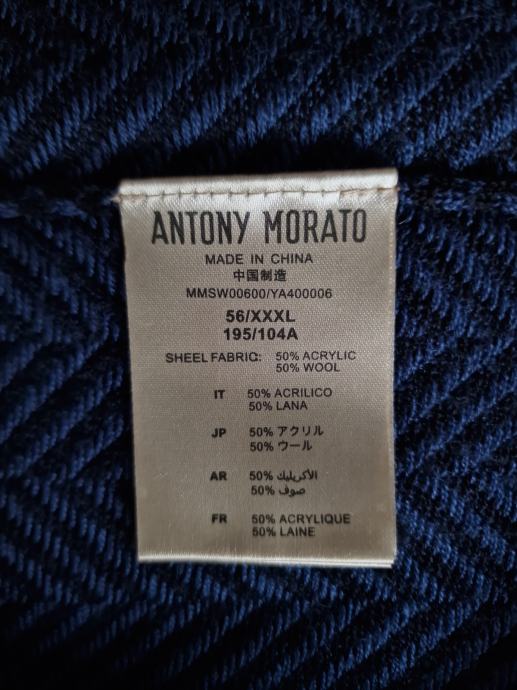 ANTONY MORATO
MADE IN CHINA
中国制造
MMSW00600/YA400006
56/XXXL
195/104A
SHEEL FABRIC: 50% ACRYLIC
50% WOOL
IT 50% ACRILICO
50% LANA
JP 50% アクリル
50% ウール
AR 50% الأكريليك
50% صوف
FR 50% ACRYLIQUE
50% LAINE